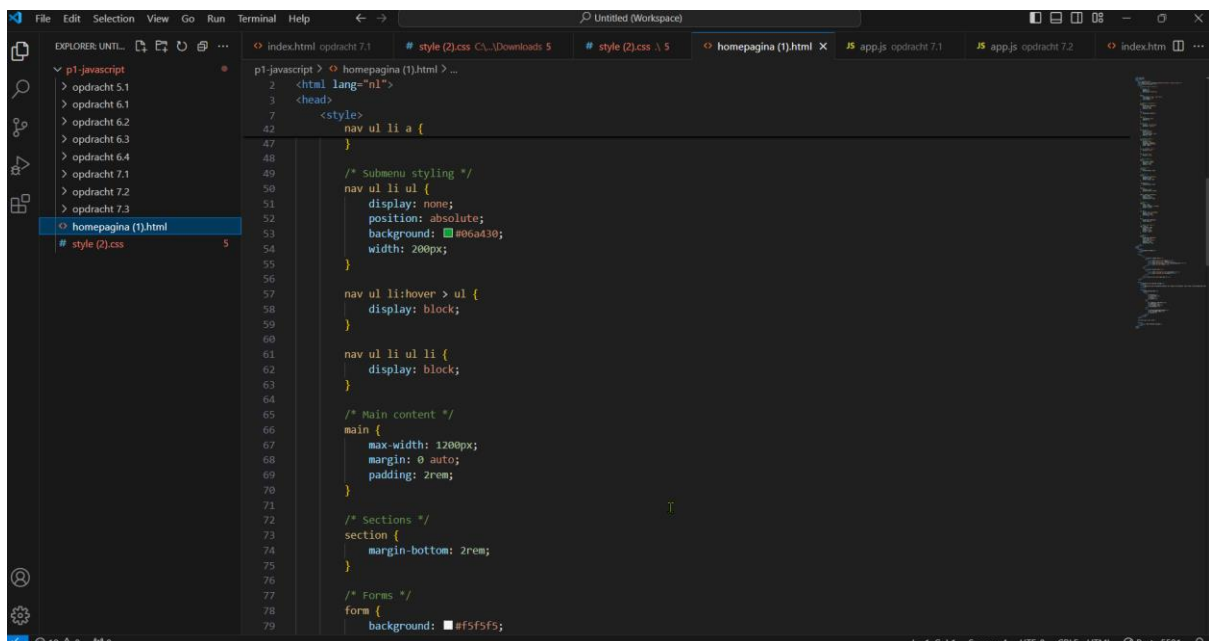 File Edit Selection View Go Run Terminal Help
Untitled (Workspace)
EXPLORER: UNTI...
index.html opdracht 7.1
# style (2).css C:\...\Downloads 5
# style (2).css .\ 5
homepagina (1).html
JS app.js opdracht 7.1
JS app.js opdracht 7.2
index.htm
p1-javascript
opdracht 5.1
opdracht 6.1
opdracht 6.2
opdracht 6.3
opdracht 6.4
opdracht 7.1
opdracht 7.2
opdracht 7.3
homepagina (1).html
# style (2).css 5
p1-javascript > homepagina (1).html > ...
2 <html lang="nl">
3 <head>
7 <style>
42 nav ul li a {
47 }
48
49 /* Submenu styling */
50 nav ul li ul {
51 display: none;
52 position: absolute;
53 background: #06a430;
54 width: 200px;
55 }
56
57 nav ul li:hover > ul {
58 display: block;
59 }
60
61 nav ul li ul li {
62 display: block;
63 }
64
65 /* Main content */
66 main {
67 max-width: 1200px;
68 margin: 0 auto;
69 padding: 2rem;
70 }
71
72 /* Sections */
73 section {
74 margin-bottom: 2rem;
75 }
76
77 /* Forms */
78 form {
79 background: #f5f5f5;